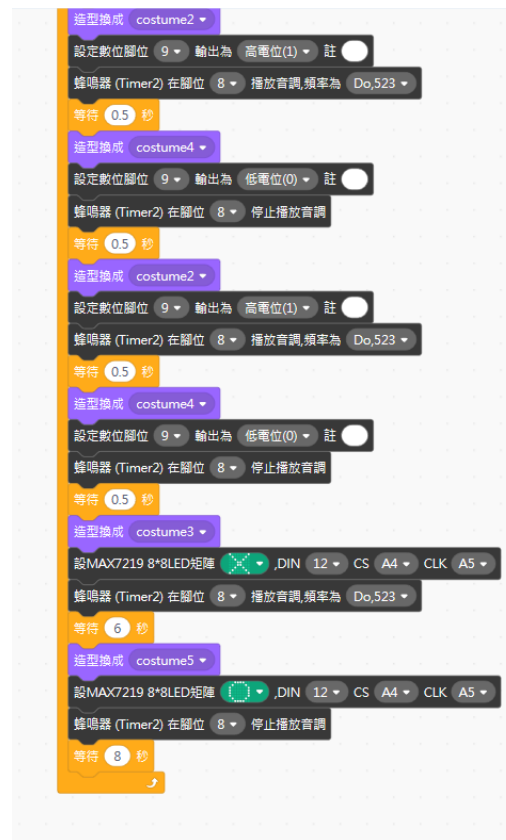 造型換成 costume2
設定數位腳位 9 輸出為 高電位(1) 註
蜂鳴器 (Timer2) 在腳位 8 播放音調,頻率為 Do,523
等待 0.5 秒
造型換成 costume4
設定數位腳位 9 輸出為 低電位(0) 註
蜂鳴器 (Timer2) 在腳位 8 停止播放音調
等待 0.5 秒
造型換成 costume2
設定數位腳位 9 輸出為 高電位(1) 註
蜂鳴器 (Timer2) 在腳位 8 播放音調,頻率為 Do,523
等待 0.5 秒
造型換成 costume4
設定數位腳位 9 輸出為 低電位(0) 註
蜂鳴器 (Timer2) 在腳位 8 停止播放音調
等待 0.5 秒
造型換成 costume3
設MAX7219 8*8LED矩陣 ,DIN 12 CS A4 CLK A5
蜂鳴器 (Timer2) 在腳位 8 播放音調,頻率為 Do,523
等待 6 秒
造型換成 costume5
設MAX7219 8*8LED矩陣 ,DIN 12 CS A4 CLK A5
蜂鳴器 (Timer2) 在腳位 8 停止播放音調
等待 8 秒